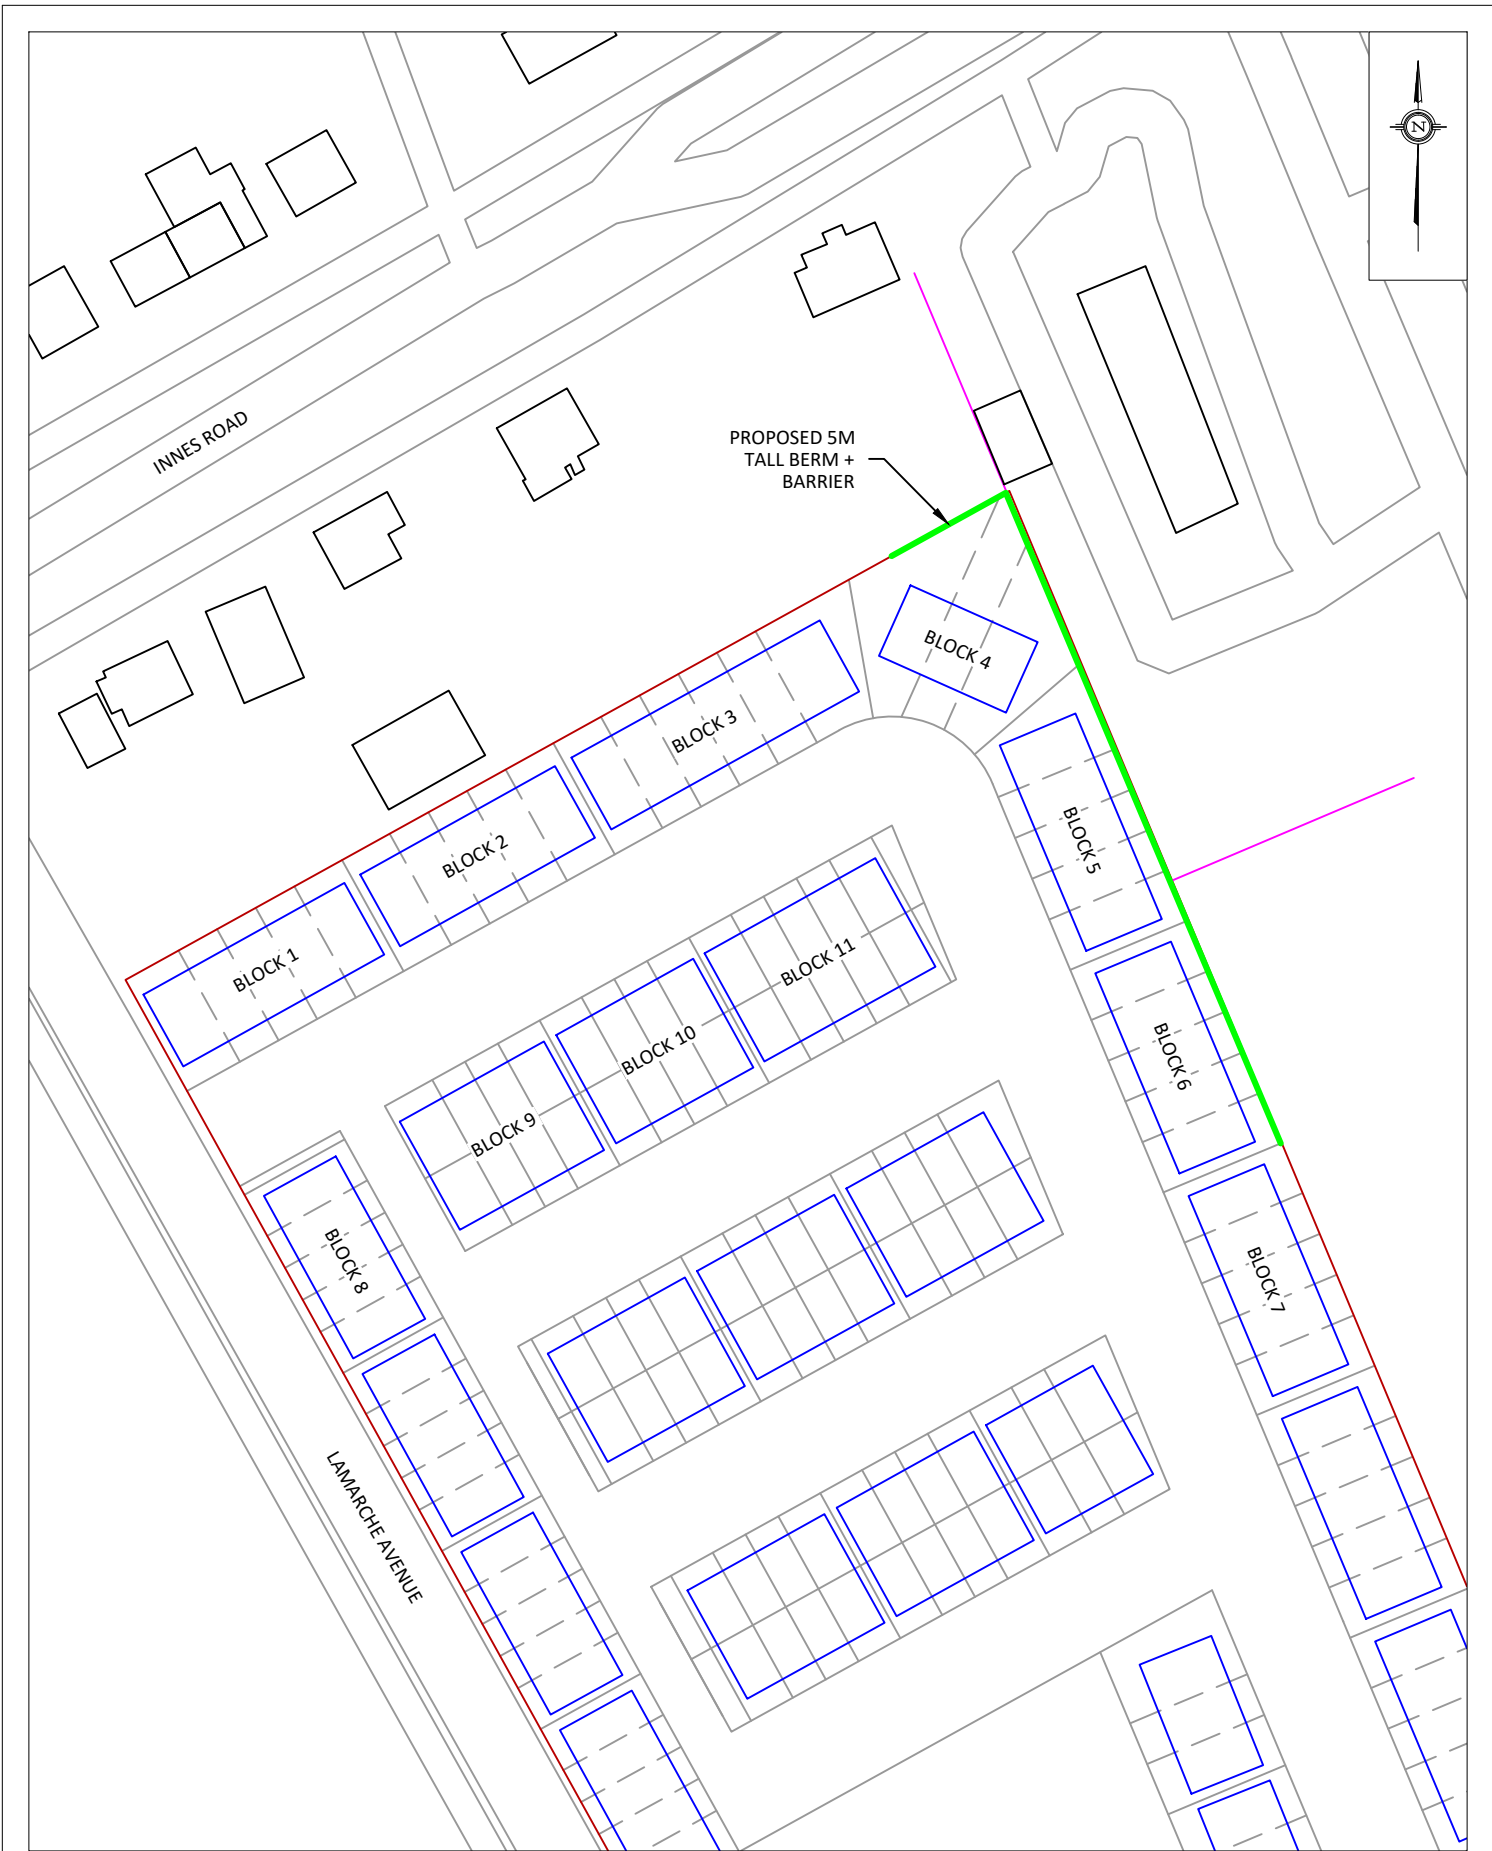 N
INNES ROAD
PROPOSED 5M
TALL BERM +
BARRIER
BLOCK 4
BLOCK 3
BLOCK 2
BLOCK 1
BLOCK 5
BLOCK 11
BLOCK 10
BLOCK 9
BLOCK 6
BLOCK 8
BLOCK 7
LAMARCHE AVENUE